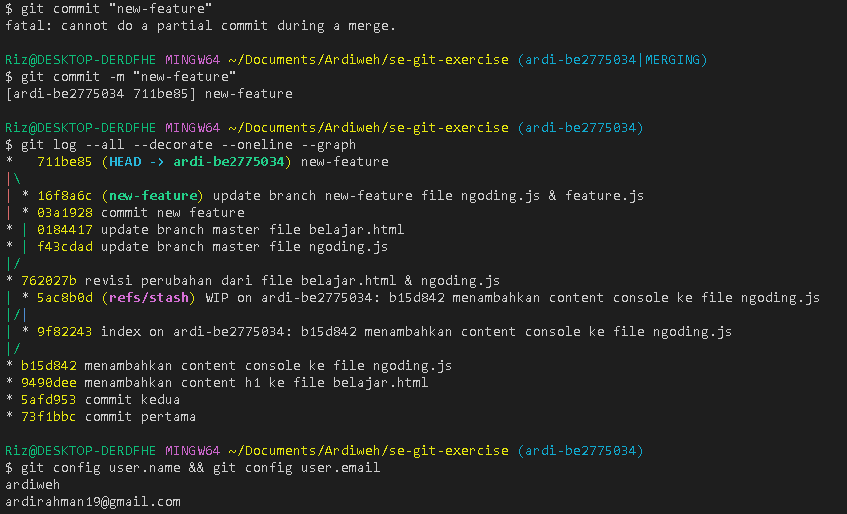 $ git commit "new-feature"
fatal: cannot do a partial commit during a merge.

Riz@DESKTOP-DERDFHE MINGW64 ~/Documents/Ardiweh/se-git-exercise (ardi-be2775034|MERGING)
$ git commit -m "new-feature"
[ardi-be2775034 711be85] new-feature

Riz@DESKTOP-DERDFHE MINGW64 ~/Documents/Ardiweh/se-git-exercise (ardi-be2775034)
$ git log --all --decorate --oneline --graph
*   711be85 (HEAD -> ardi-be2775034) new-feature
|\
| * 16f8a6c (new-feature) update branch new-feature file ngoding.js & feature.js
| * 03a1928 commit new feature
* | 0184417 update branch master file belajar.html
* | f43cdad update branch master file ngoding.js
|/
* 762027b revisi perubahan dari file belajar.html & ngoding.js
| * 5ac8b0d (refs/stash) WIP on ardi-be2775034: b15d842 menambahkan content console ke file ngoding.js
|/|
| * 9f82243 index on ardi-be2775034: b15d842 menambahkan content console ke file ngoding.js
|/
* b15d842 menambahkan content console ke file ngoding.js
* 9490dee menambahkan content h1 ke file belajar.html
* 5afd953 commit kedua
* 73f1bbc commit pertama

Riz@DESKTOP-DERDFHE MINGW64 ~/Documents/Ardiweh/se-git-exercise (ardi-be2775034)
$ git config user.name && git config user.email
ardiweh
ardirahman19@gmail.com